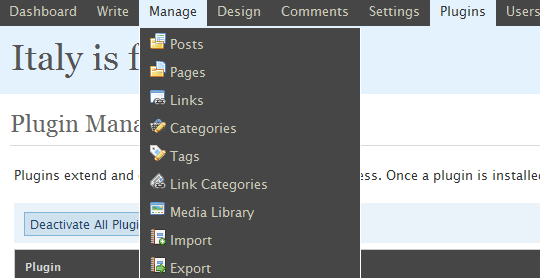 Dashboard Write Manage Design Comments Settings Plugins Users
Italy is
Posts
Pages
Links
Plugin
Categories
Tags
Plugins extend and ess. Once a plugin is installe
Link Categories
Media Library
Deactivate All Plugi
Import
Plugin
Export